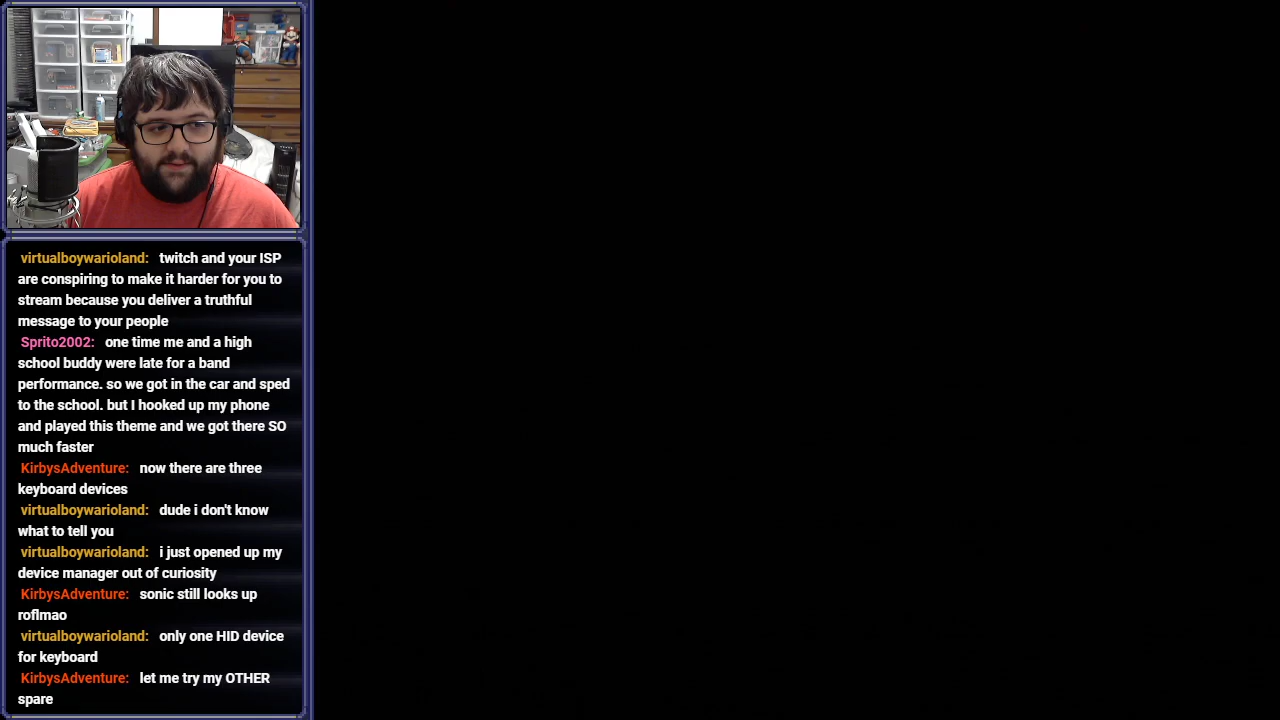 virtualboywarioland: twitch and your ISP
are conspiring to make it harder for you to
stream because you deliver a truthful
message to your people
Sprito2002: one time me and a high
school buddy were late for a band
performance. so we got in the car and sped
to the school. but I hooked up my phone
and played this theme and we got there SO
much faster
KirbysAdventure: now there are three
keyboard devices
virtualboywarioland: dude i don't know
what to tell you
virtualboywarioland: i just opened up my
device manager out of curiosity
KirbysAdventure: sonic still looks up
roflmao
virtualboywarioland: only one HID device
for keyboard
KirbysAdventure: let me try my OTHER
spare